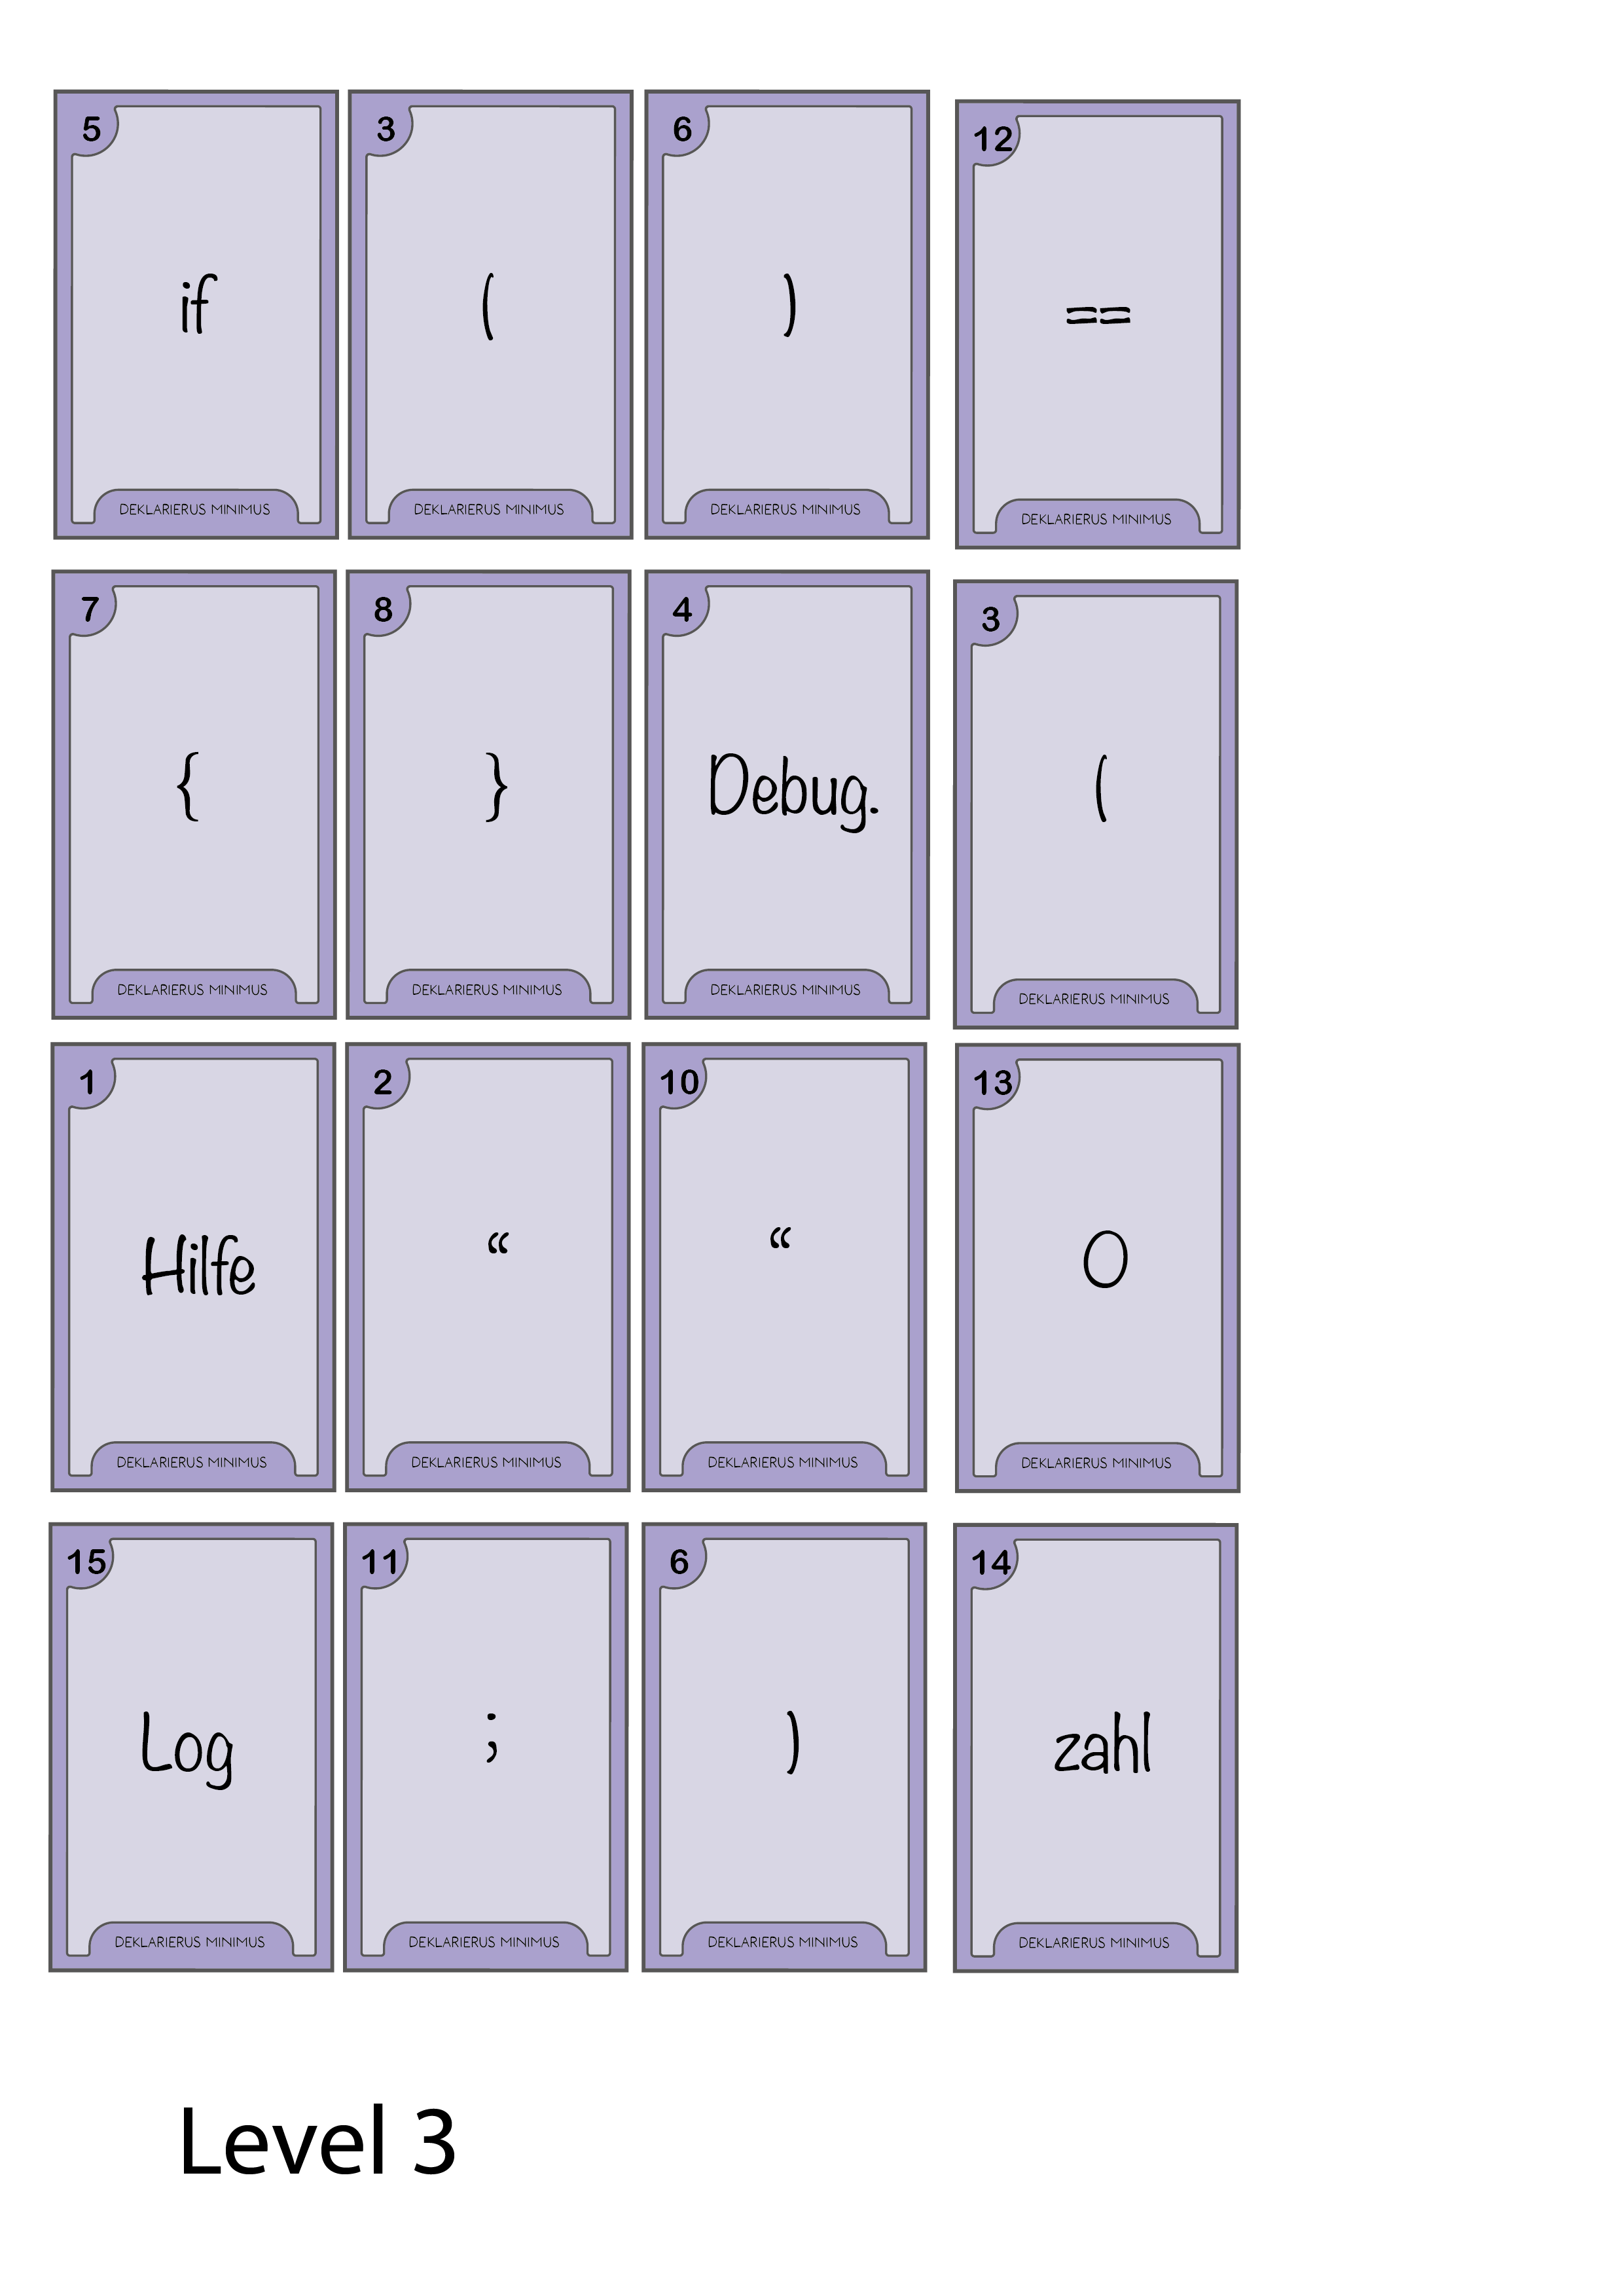 5 3 6 12
if ( ) ==
DEKLARIERUS MINIMUS DEKLARIERUS MINIMUS DEKLARIERUS MINIMUS DEKLARIERUS MINIMUS
7 8 4 3
{ } Debug. (
DEKLARIERUS MINIMUS DEKLARIERUS MINIMUS DEKLARIERUS MINIMUS DEKLARIERUS MINIMUS
1 2 10 13
Hilfe “ “ O
DEKLARIERUS MINIMUS DEKLARIERUS MINIMUS DEKLARIERUS MINIMUS DEKLARIERUS MINIMUS
15 11 6 14
Log ; ) zahl
DEKLARIERUS MINIMUS DEKLARIERUS MINIMUS DEKLARIERUS MINIMUS DEKLARIERUS MINIMUS
Level 3